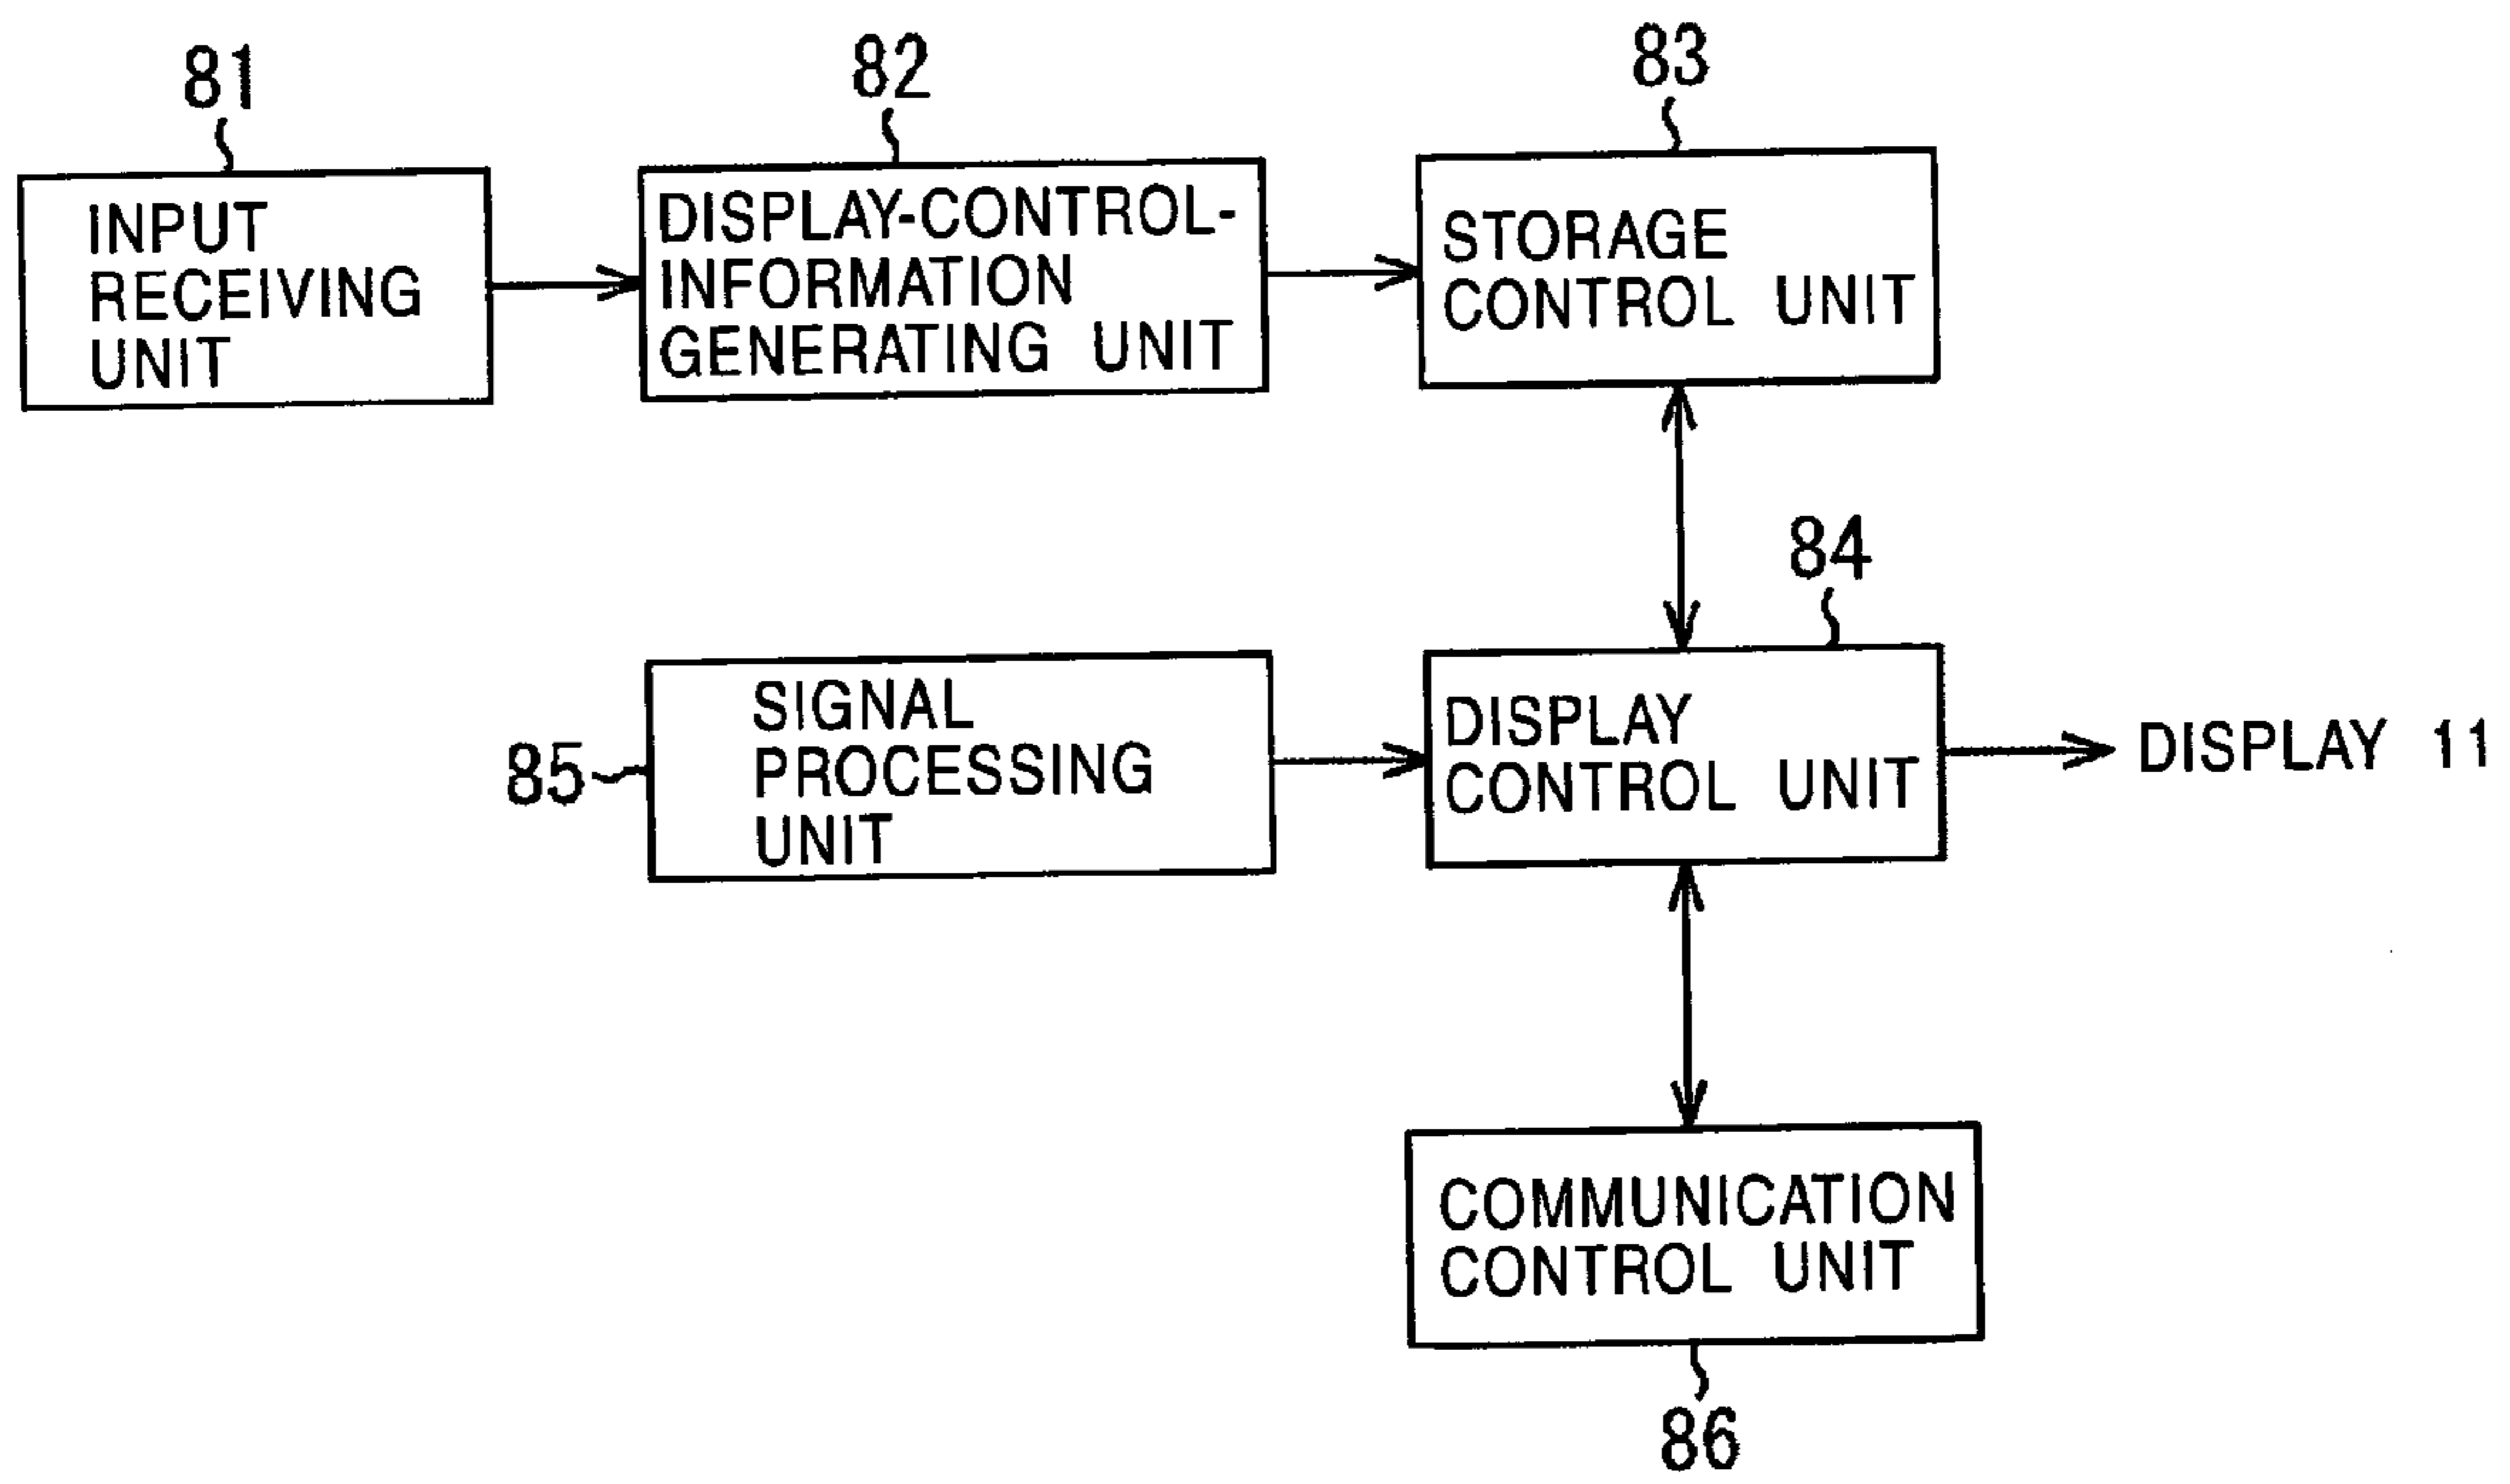 81
INPUT
RECEIVING
UNIT
82
DISPLAY-CONTROL-
INFORMATION
GENERATING UNIT
83
STORAGE
CONTROL UNIT
84
DISPLAY
CONTROL UNIT
85
SIGNAL
PROCESSING
UNIT
DISPLAY 11
COMMUNICATION
CONTROL UNIT
86